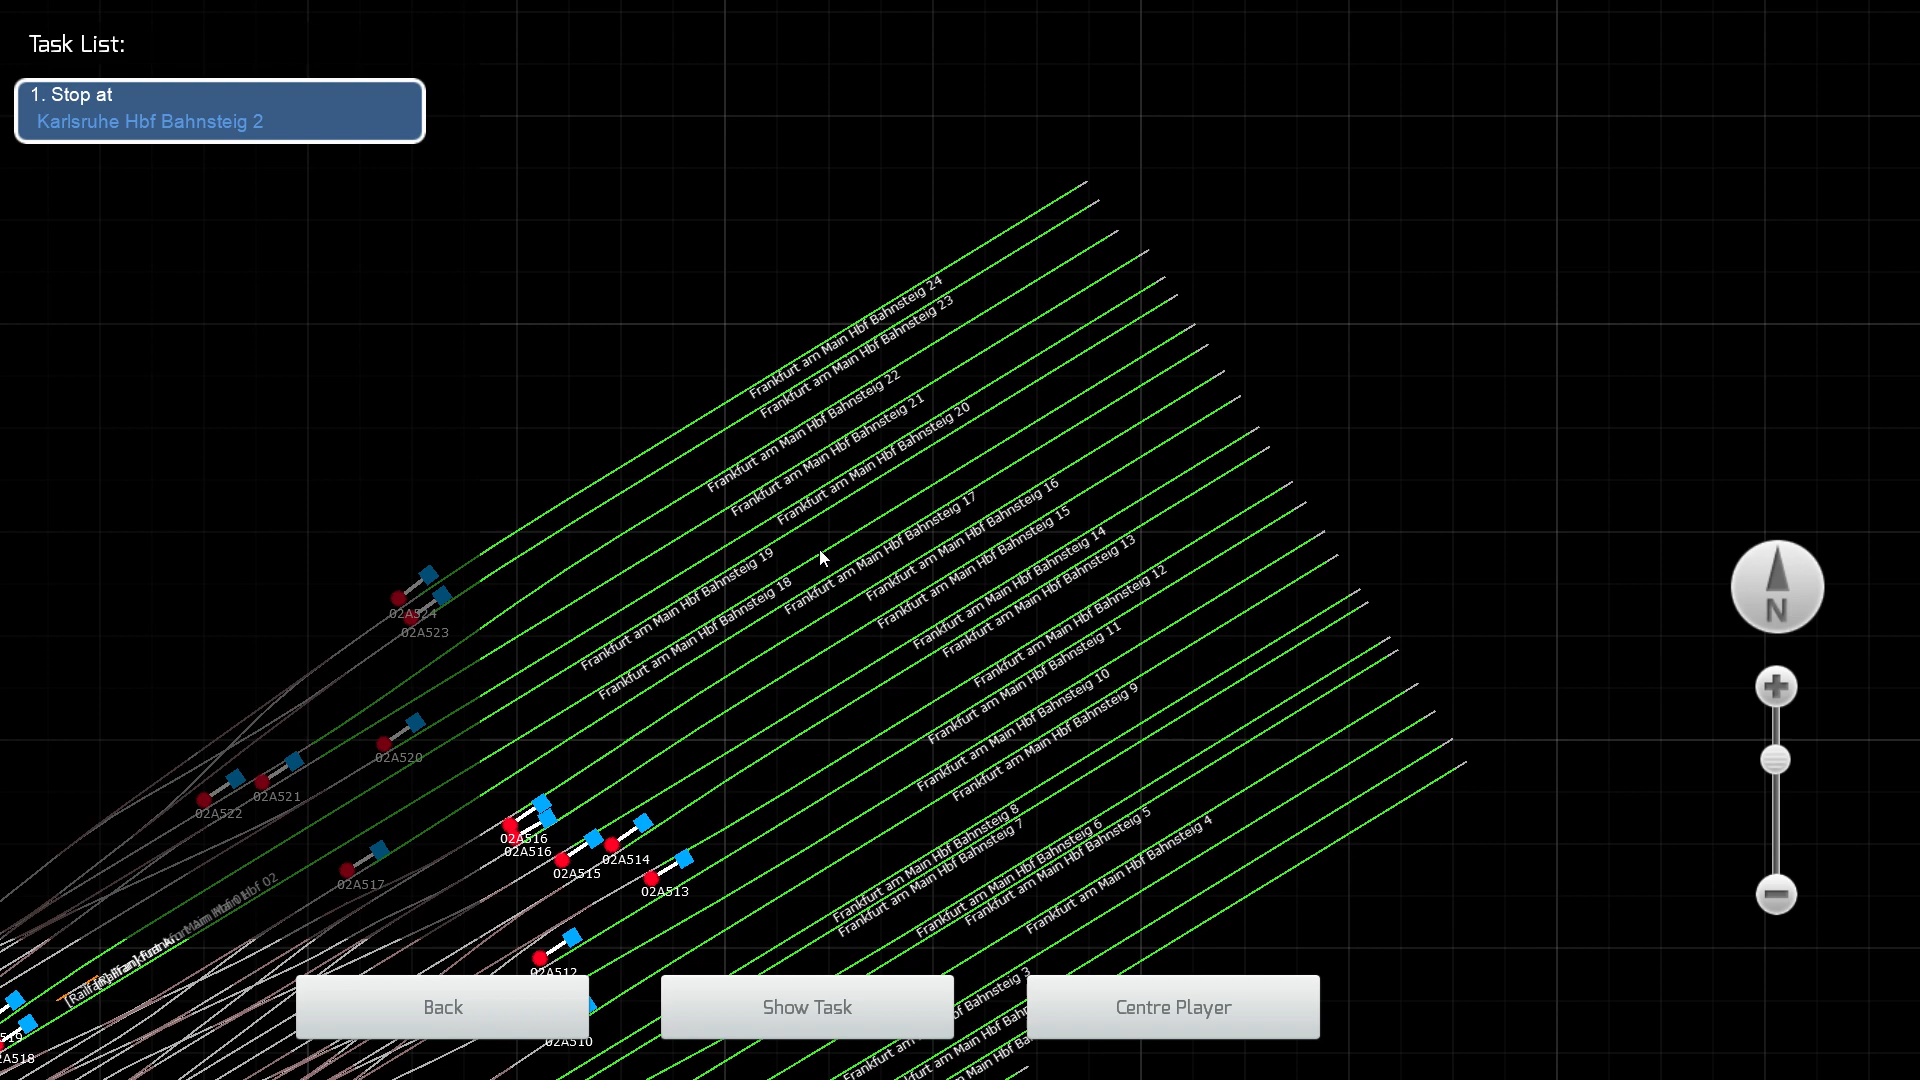 Task List:
1. Stop at
Karlsruhe Hbf Bahnsteig 2
Frankfurt am Main Hbf Bahnsteig 24
Frankfurt am Main Hbf Bahnsteig 23
Frankfurt am Main Hbf Bahnsteig 22
Frankfurt am Main Hbf Bahnsteig 21
Frankfurt am Main Hbf Bahnsteig 20
Frankfurt am Main Hbf Bahnsteig 19
Frankfurt am Main Hbf Bahnsteig 18
Frankfurt am Main Hbf Bahnsteig 17
Frankfurt am Main Hbf Bahnsteig 16
Frankfurt am Main Hbf Bahnsteig 15
Frankfurt am Main Hbf Bahnsteig 14
Frankfurt am Main Hbf Bahnsteig 13
Frankfurt am Main Hbf Bahnsteig 12
Frankfurt am Main Hbf Bahnsteig 11
Frankfurt am Main Hbf Bahnsteig 10
Frankfurt am Main Hbf Bahnsteig 9
Frankfurt am Main Hbf Bahnsteig 8
Frankfurt am Main Hbf Bahnsteig 7
Frankfurt am Main Hbf Bahnsteig 6
Frankfurt am Main Hbf Bahnsteig 5
Frankfurt am Main Hbf Bahnsteig 4
Bahnsteig 3
02A524
02A523
02A520
02A521
02A522
02A517
02A516
02A516
02A515
02A514
02A513
02A512
02A510
N
Back
Show Task
Centre Player